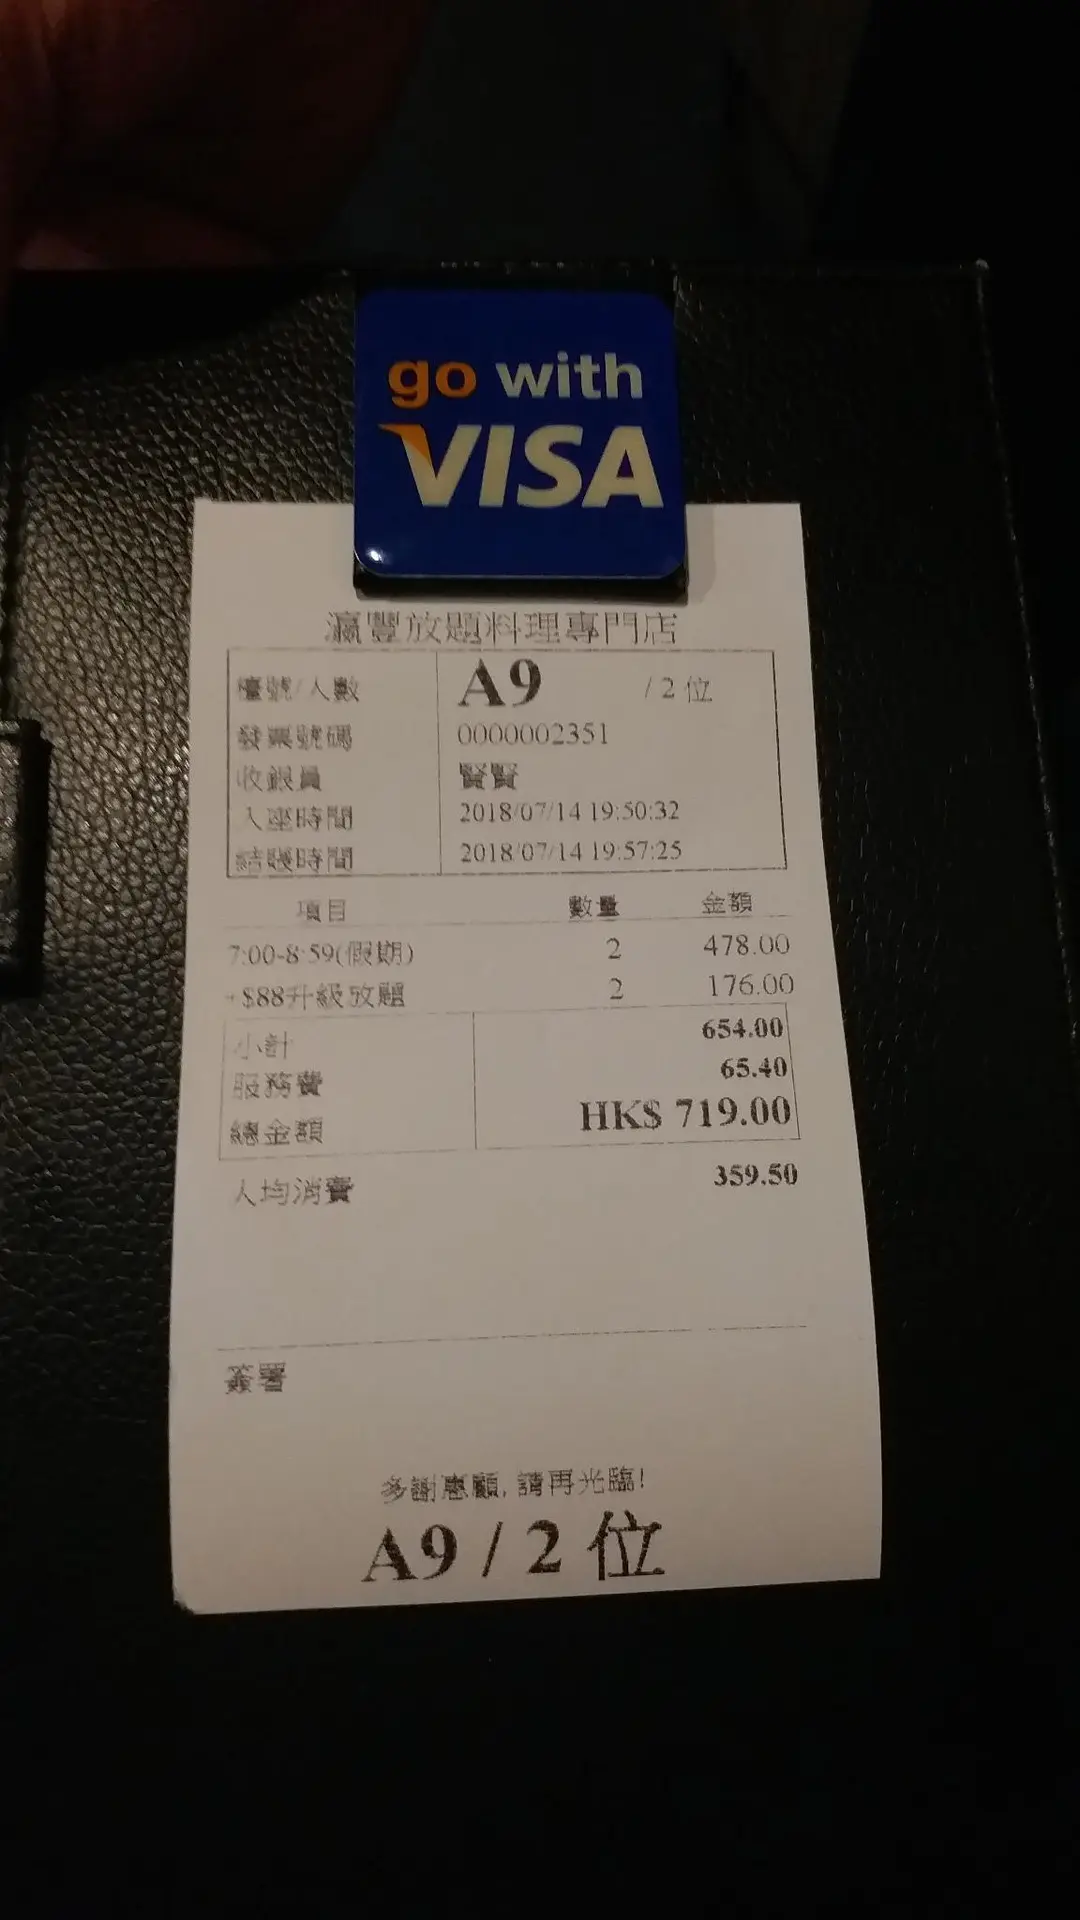 go with
VISA
瀛豐放題料理專門店
檯號/人數 A9 / 2 位
發票號碼 0000002351
收銀員 賢賢
入座時間 2018/07/14 19:50:32
結賬時間 2018/07/14 19:57:25
項目 數量 金額
7:00-8:59(假期) 2 478.00
+$88升級放題 2 176.00
小計 654.00
服務費 65.40
總金額 HK$ 719.00
人均消費 359.50
簽署
多謝惠顧, 請再光臨!
A9 / 2 位